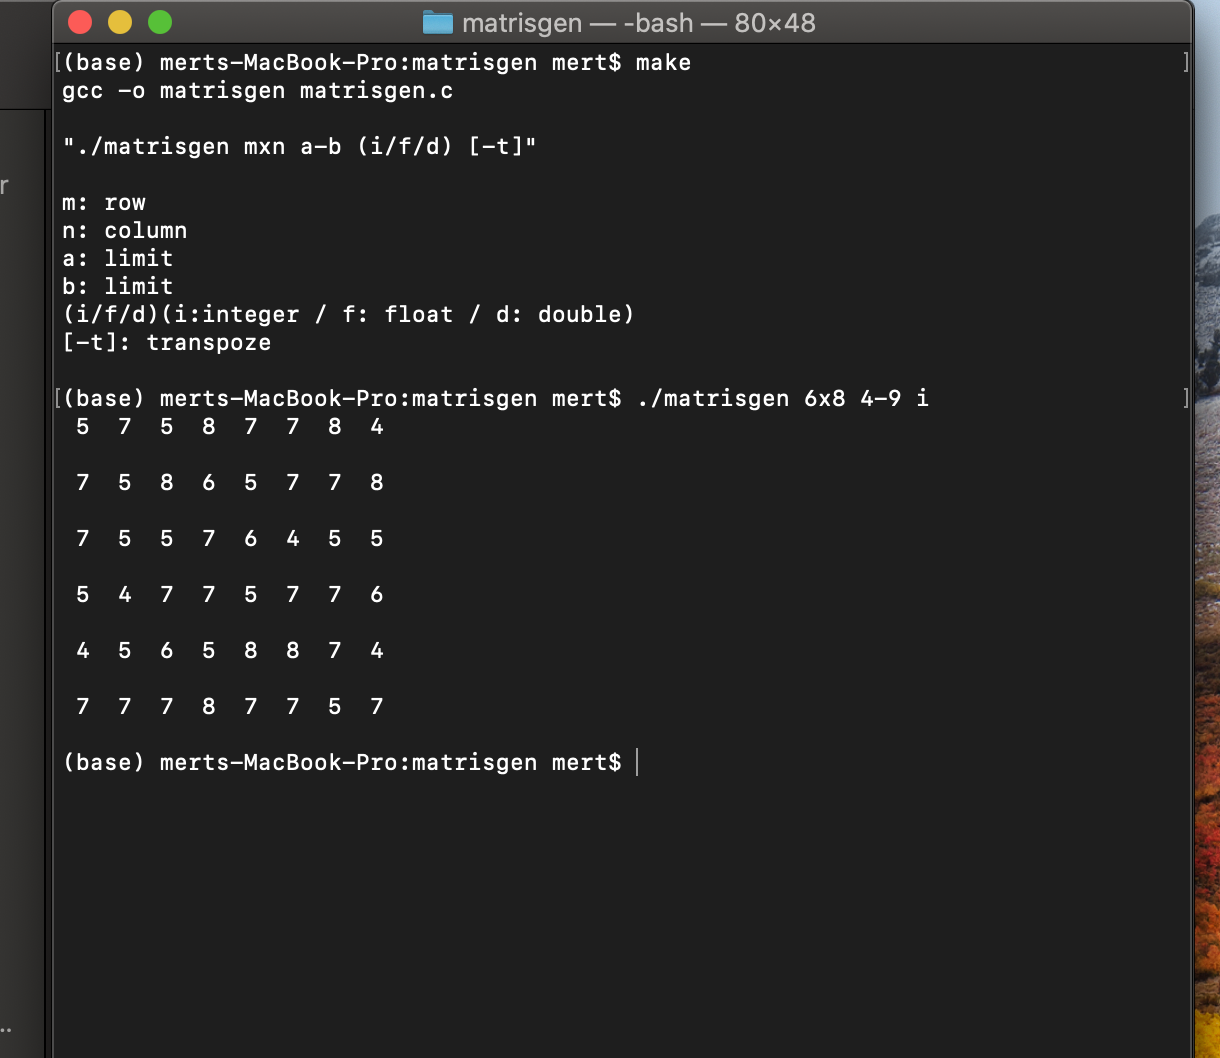 matrisgen — -bash — 80×48
[(base) merts-MacBook-Pro:matrisgen mert$ make ]
gcc -o matrisgen matrisgen.c
"./matrisgen mxn a-b (i/f/d) [-t]"
m: row
n: column
a: limit
b: limit
(i/f/d)(i:integer / f: float / d: double)
[-t]: transpoze
[(base) merts-MacBook-Pro:matrisgen mert$ ./matrisgen 6x8 4-9 i ]
5 7 5 8 7 7 8 4
7 5 8 6 5 7 7 8
7 5 5 7 6 4 5 5
5 4 7 7 5 7 7 6
4 5 6 5 8 8 7 4
7 7 7 8 7 7 5 7
(base) merts-MacBook-Pro:matrisgen mert$